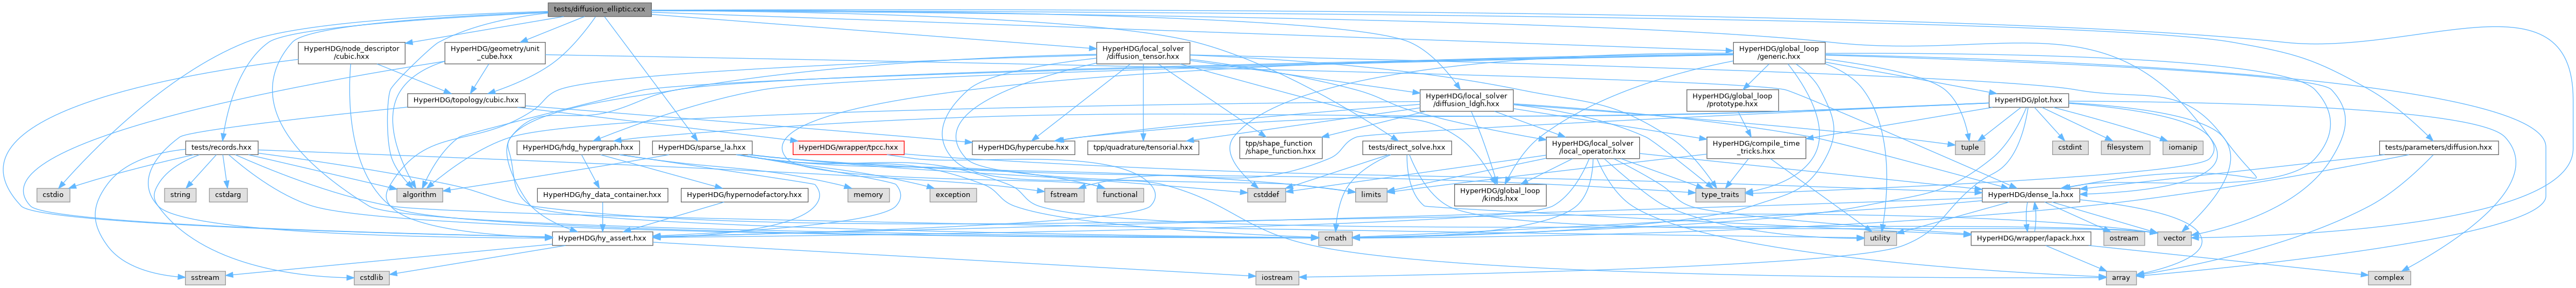 tests/diffusion_elliptic.cxx
HyperHDG/node_descriptor
/cubic.hxx
HyperHDG/geometry/unit
_cube.hxx
HyperHDG/local_solver
/diffusion_tensor.hxx
HyperHDG/global_loop
/generic.hxx
HyperHDG/topology/cubic.hxx
HyperHDG/local_solver
/diffusion_ldgh.hxx
HyperHDG/global_loop
/prototype.hxx
HyperHDG/plot.hxx
tests/records.hxx
HyperHDG/hdg_hypergraph.hxx
HyperHDG/sparse_la.hxx
HyperHDG/wrapper/tpcc.hxx
HyperHDG/hypercube.hxx
tpp/quadrature/tensorial.hxx
tpp/shape_function
/shape_function.hxx
tests/direct_solve.hxx
HyperHDG/local_solver
/local_operator.hxx
HyperHDG/compile_time
_tricks.hxx
tuple
cstdint
filesystem
iomanip
tests/parameters/diffusion.hxx
cstdio
string
cstdarg
algorithm
HyperHDG/hy_data_container.hxx
HyperHDG/hypernodefactory.hxx
memory
exception
fstream
functional
cstddef
limits
HyperHDG/global_loop
/kinds.hxx
type_traits
HyperHDG/dense_la.hxx
HyperHDG/hy_assert.hxx
cmath
utility
HyperHDG/wrapper/lapack.hxx
ostream
vector
sstream
cstdlib
iostream
array
complex